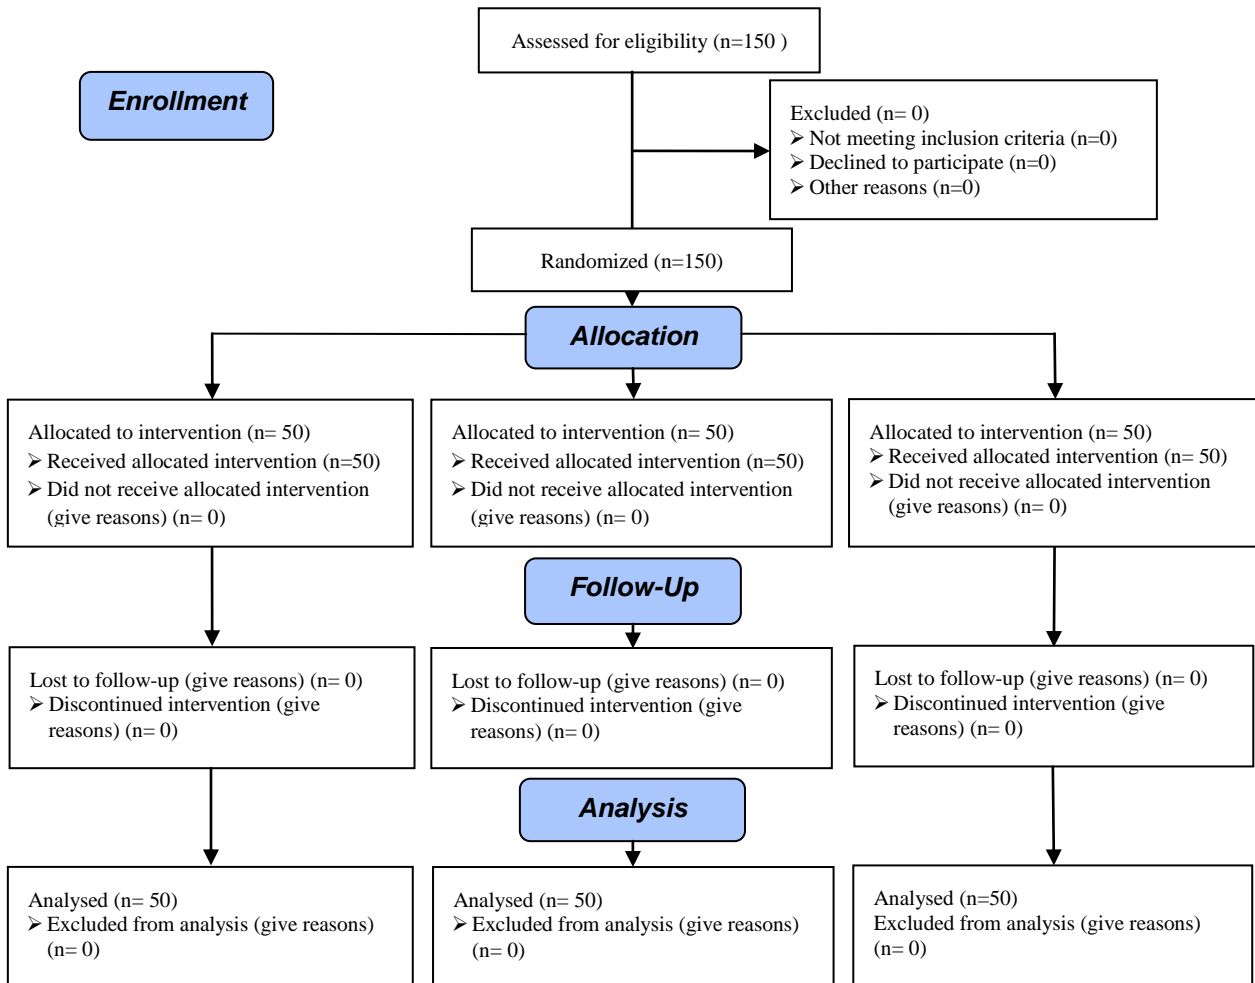 Assessed for eligibility (n=150 )
Enrollment
Excluded (n= 0)
➢ Not meeting inclusion criteria (n=0)
➢ Declined to participate (n=0)
➢ Other reasons (n=0)
Randomized (n=150)
Allocation
Allocated to intervention (n= 50)
➢ Received allocated intervention (n=50)
➢ Did not receive allocated intervention
(give reasons) (n= 0)
Allocated to intervention (n= 50)
➢ Received allocated intervention (n=50)
➢ Did not receive allocated intervention
(give reasons) (n= 0)
Allocated to intervention (n= 50)
➢ Received allocated intervention (n= 50)
➢ Did not receive allocated intervention
(give reasons) (n= 0)
Follow-Up
Lost to follow-up (give reasons) (n= 0)
➢ Discontinued intervention (give
reasons) (n= 0)
Lost to follow-up (give reasons) (n= 0)
➢ Discontinued intervention (give
reasons) (n= 0)
Lost to follow-up (give reasons) (n= 0)
➢ Discontinued intervention (give
reasons) (n= 0)
Analysis
Analysed (n= 50)
➢ Excluded from analysis (give reasons)
(n= 0)
Analysed (n= 50)
➢ Excluded from analysis (give reasons)
(n= 0)
Analysed (n=50)
Excluded from analysis (give reasons)
(n= 0)